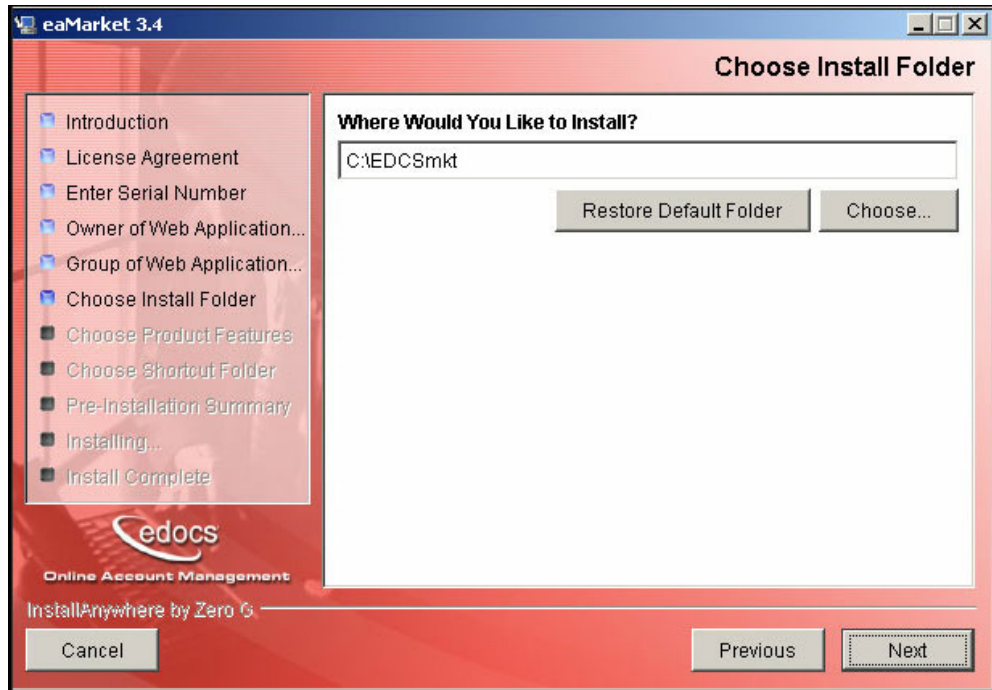 eaMarket 3.4
Choose Install Folder
Introduction
License Agreement
Enter Serial Number
Owner of Web Application...
Group of Web Application...
Choose Install Folder
Choose Product Features
Choose Shortcut Folder
Pre-Installation Summary
Installing...
Install Complete
Where Would You Like to Install?
C:\EDCSmkt
Restore Default Folder
Choose...
edocs
Online Account Management
InstallAnywhere by Zero G
Cancel
Previous
Next